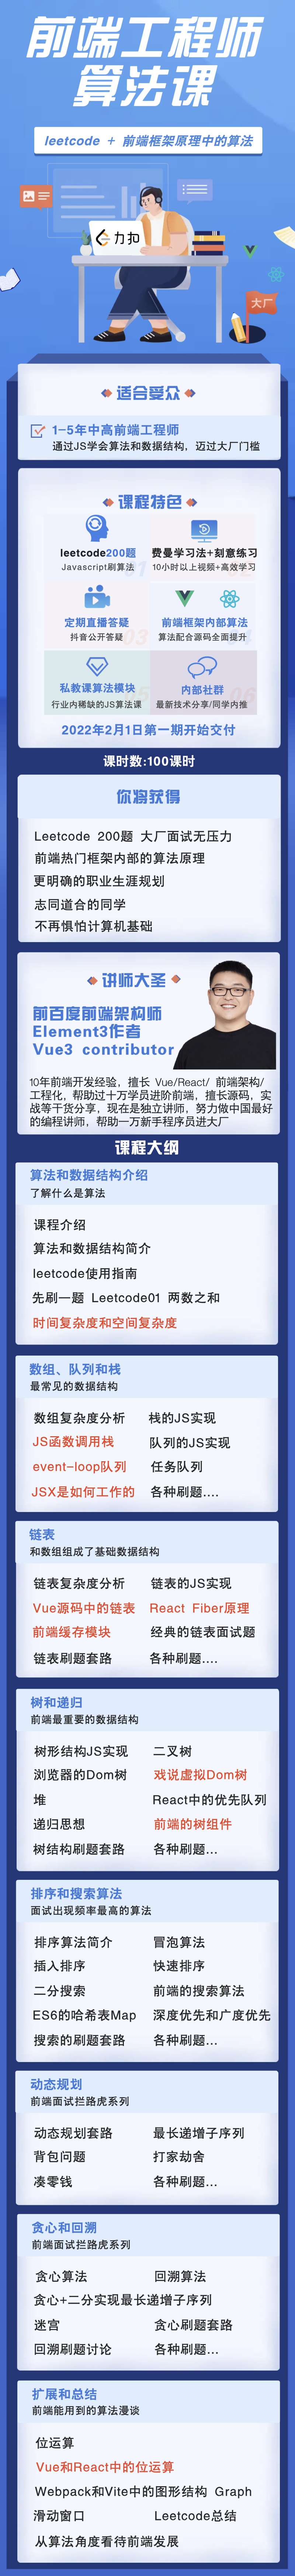 前端工程师
算法课
leetcode + 前端框架原理中的算法
力扣
大厂
适合受众
1-5年中高前端工程师
通过JS学会算法和数据结构，迈过大厂门槛
课程特色
leetcode200题
Javascript刷算法
01
费曼学习法+刻意练习
10小时以上视频+高效学习
定期直播答疑
抖音公开答疑
03
前端框架内部算法
算法配合源码全面提升
私教课算法模块
行业内稀缺的JS算法课
05
内部社群
最新技术分享/同学内推
06
2022年2月1日第一期开始交付
课时数:100课时
你将获得
Leetcode 200题 大厂面试无压力
前端热门框架内部的算法原理
更明确的职业生涯规划
志同道合的同学
不再惧怕计算机基础
讲师大圣
前百度前端架构师
Element3作者
Vue3 contributor
10年前端开发经验，擅长 Vue/React/ 前端架构/
工程化，帮助过十万学员进阶前端，擅长源码，实
战等干货分享，现在是独立讲师，努力做中国最好
的编程讲师，帮助一万新手程序员进大厂
课程大纲
算法和数据结构介绍
了解什么是算法
课程介绍
算法和数据结构简介
leetcode使用指南
先刷一题 Leetcode01 两数之和
时间复杂度和空间复杂度
数组、队列和栈
最常见的数据结构
数组复杂度分析 栈的JS实现
JS函数调用栈 队列的JS实现
event-loop队列 任务队列
JSX是如何工作的 各种刷题....
链表
和数组组成了基础数据结构
链表复杂度分析 链表的JS实现
Vue源码中的链表 React Fiber原理
前端缓存模块 经典的链表面试题
链表刷题套路 各种刷题....
树和递归
前端最重要的数据结构
树形结构JS实现 二叉树
浏览器的Dom树 戏说虚拟Dom树
堆 React中的优先队列
递归思想 前端的树组件
树结构刷题套路 各种刷题...
排序和搜索算法
面试出现频率最高的算法
排序算法简介 冒泡算法
插入排序 快速排序
二分搜索 前端的搜索算法
ES6的哈希表Map 深度优先和广度优先
搜索的刷题套路 各种刷题...
动态规划
前端面试拦路虎系列
动态规划套路 最长递增子序列
背包问题 打家劫舍
凑零钱 各种刷题...
贪心和回溯
前端面试拦路虎系列
贪心算法 回溯算法
贪心+二分实现最长递增子序列
迷宫 贪心刷题套路
回溯刷题讨论 各种刷题...
扩展和总结
前端能用到的算法漫谈
位运算
Vue和React中的位运算
Webpack和Vite中的图形结构 Graph
滑动窗口 Leetcode总结
从算法角度看待前端发展